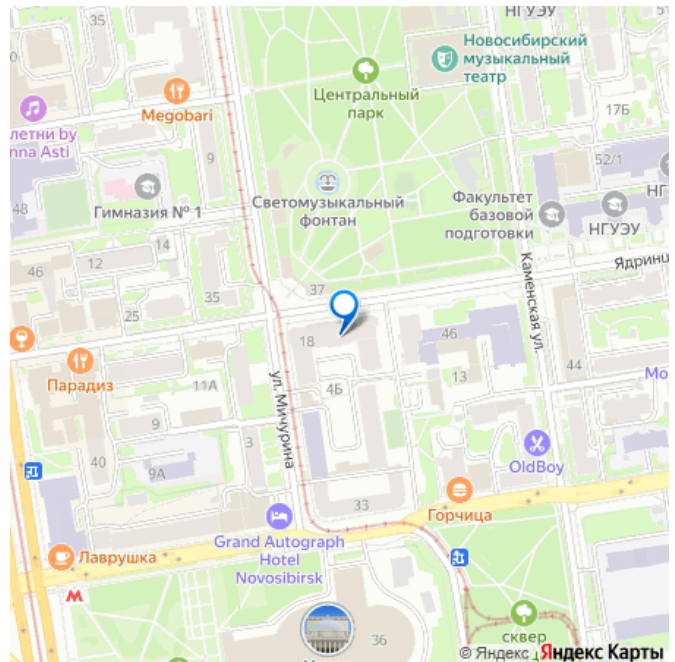 НГУЭУ
35
51
Новосибирский
музыкальный
театр
Центральный
парк
Megobari
17Б
летни by
nna Asti
9
52/1
Гимназия № 1
48
Светомузыкальный
фонтан
Факультет
базовой
подготовки
НГУЭУ
НГ
14
12
46
Каменская ул.
Ядринц
37
35
25
18
46
44
Парадиз
11А
4Б
13
Мо
ул. Мичурина
9
3
40
9А
OldBoy
33
Горчица
Grand Autograph
Hotel
Novosibirsk
Лаврушка
М
36
сквер
© Яндекс Яндекс Карты